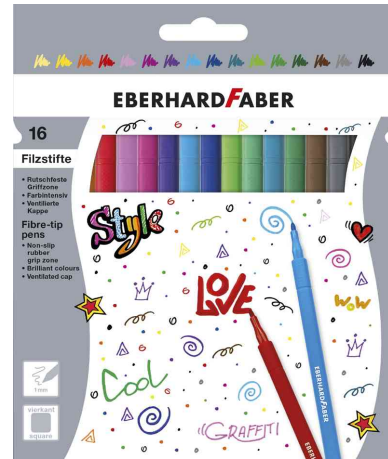 EBERHARDFABER
16
Filzstifte
• Rutschfeste
Griffzone
• Farbintensiv
• Ventilierte
Kappe
Fibre-tip
pens
• Non-slip
rubber
grip zone
• Brilliant colours
• Ventilated cap
Style
LOVE
WOW
Cool
"GRAFFITI
EBERHARDFABER
EBERHARDFABER
1 mm
vierkant
square